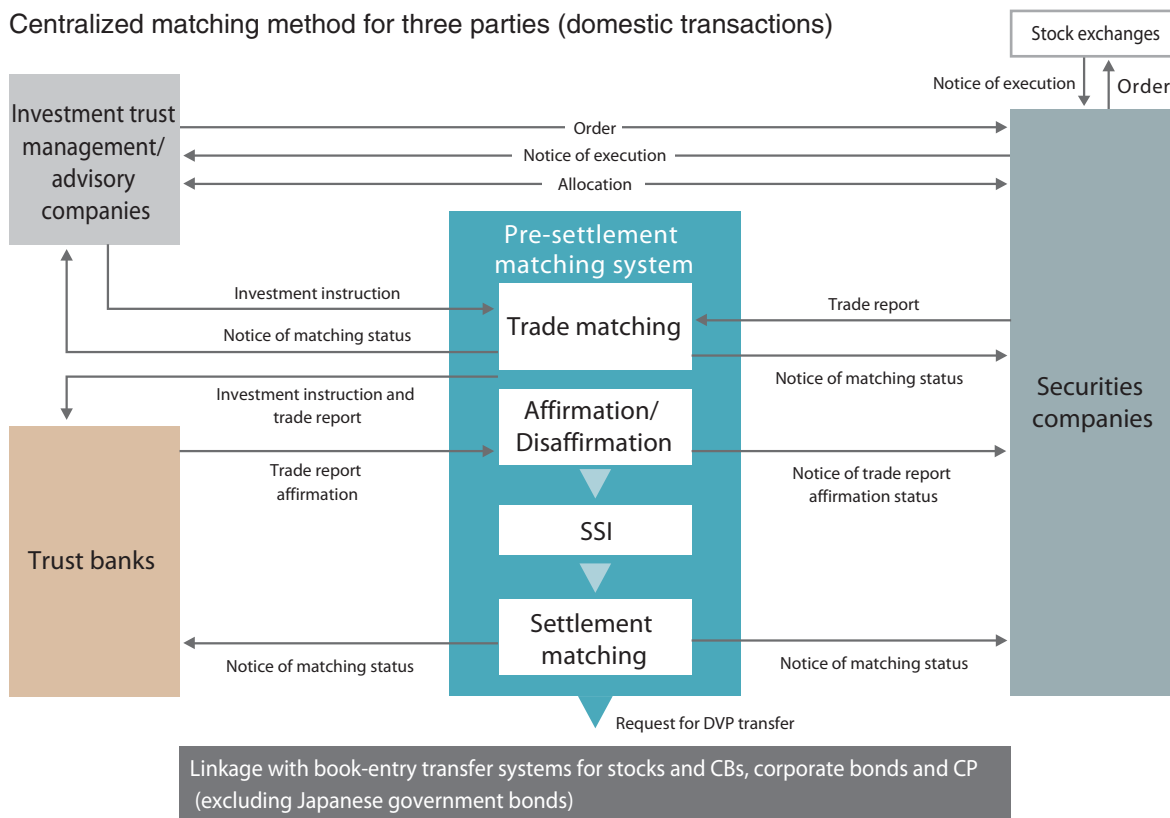 Centralized matching method for three parties (domestic transactions)
Stock exchanges
Notice of execution
Order
Investment trust
management/
advisory
companies
Order
Notice of execution
Allocation
Pre-settlement
matching system
Investment instruction
Trade matching
Trade report
Notice of matching status
Notice of matching status
Investment instruction and
trade report
Affirmation/
Disaffirmation
Securities
companies
Trade report
affirmation
Notice of trade report
affirmation status
SSI
Trust banks
Settlement
matching
Notice of matching status
Notice of matching status
Request for DVP transfer
Linkage with book-entry transfer systems for stocks and CBs, corporate bonds and CP
(excluding Japanese government bonds)